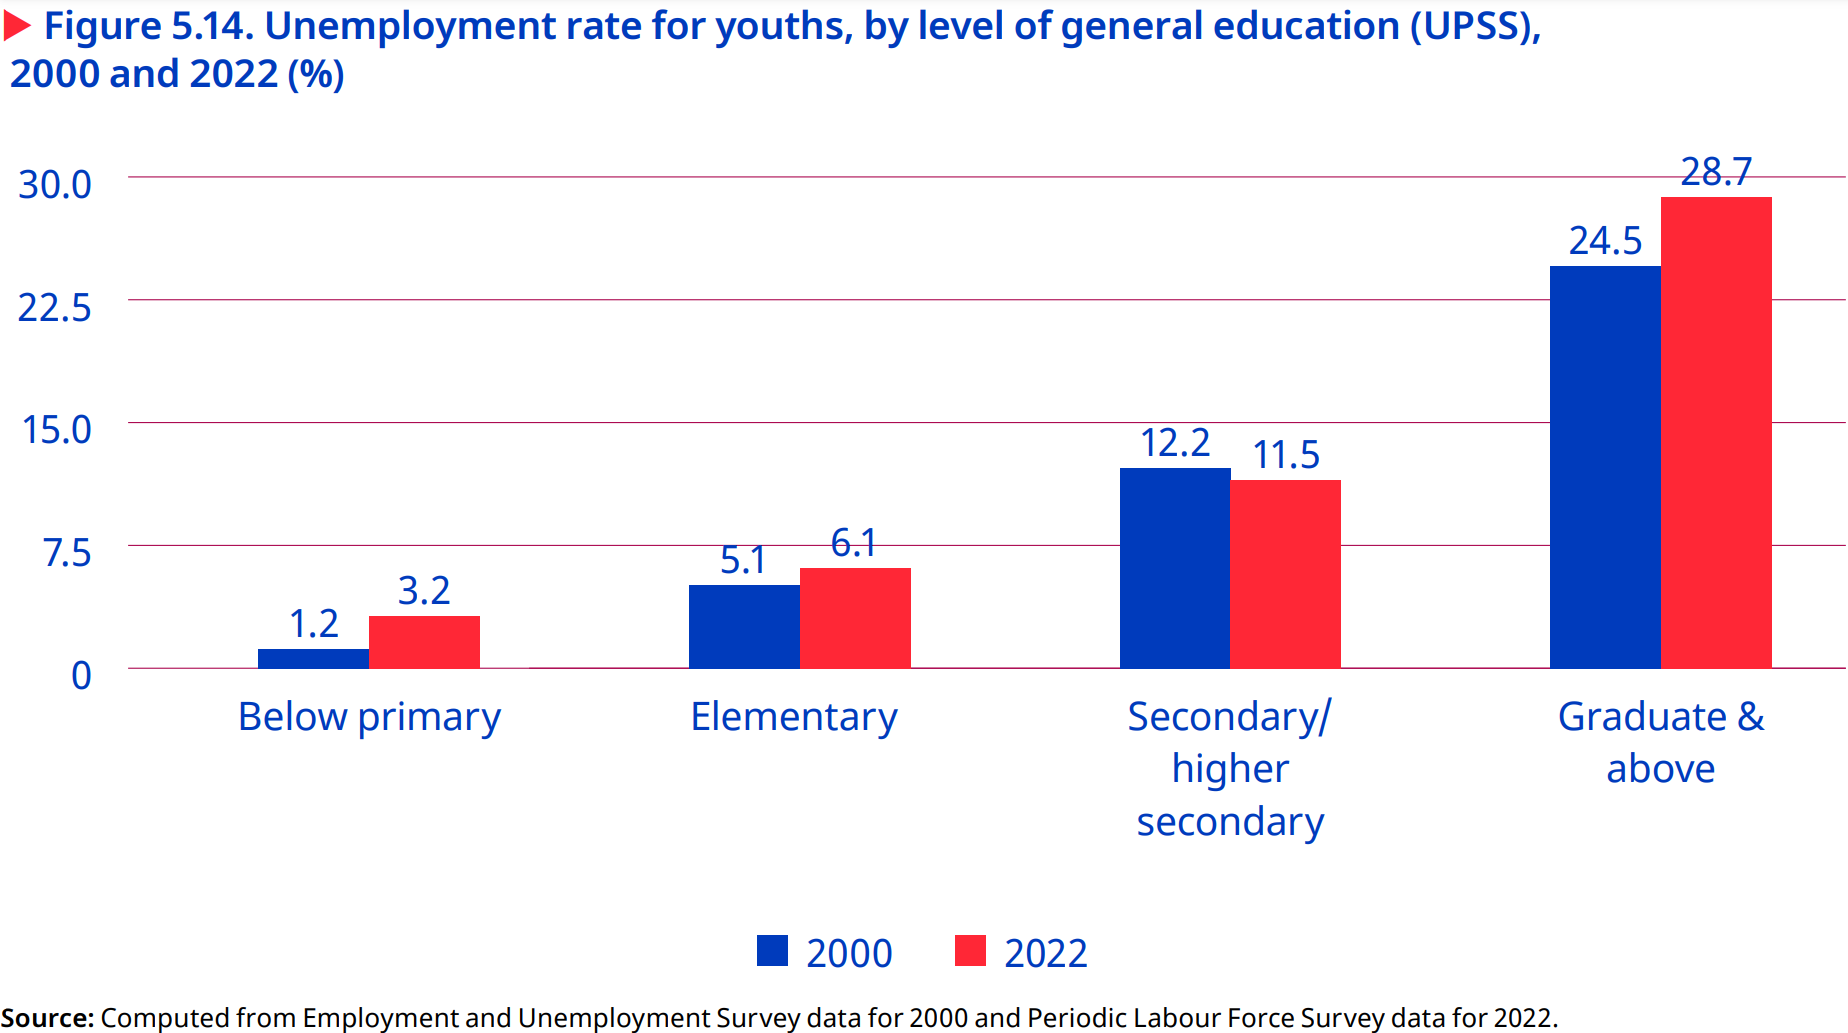 Figure 5.14. Unemployment rate for youths, by level of general education (UPSS),
2000 and 2022 (%)
30.0
22.5
15.0
7.5
0
1.2
3.2
5.1
6.1
12.2
11.5
24.5
28.7
Below primary
Elementary
Secondary/
higher
secondary
Graduate &
above
2000
2022
Source: Computed from Employment and Unemployment Survey data for 2000 and Periodic Labour Force Survey data for 2022.